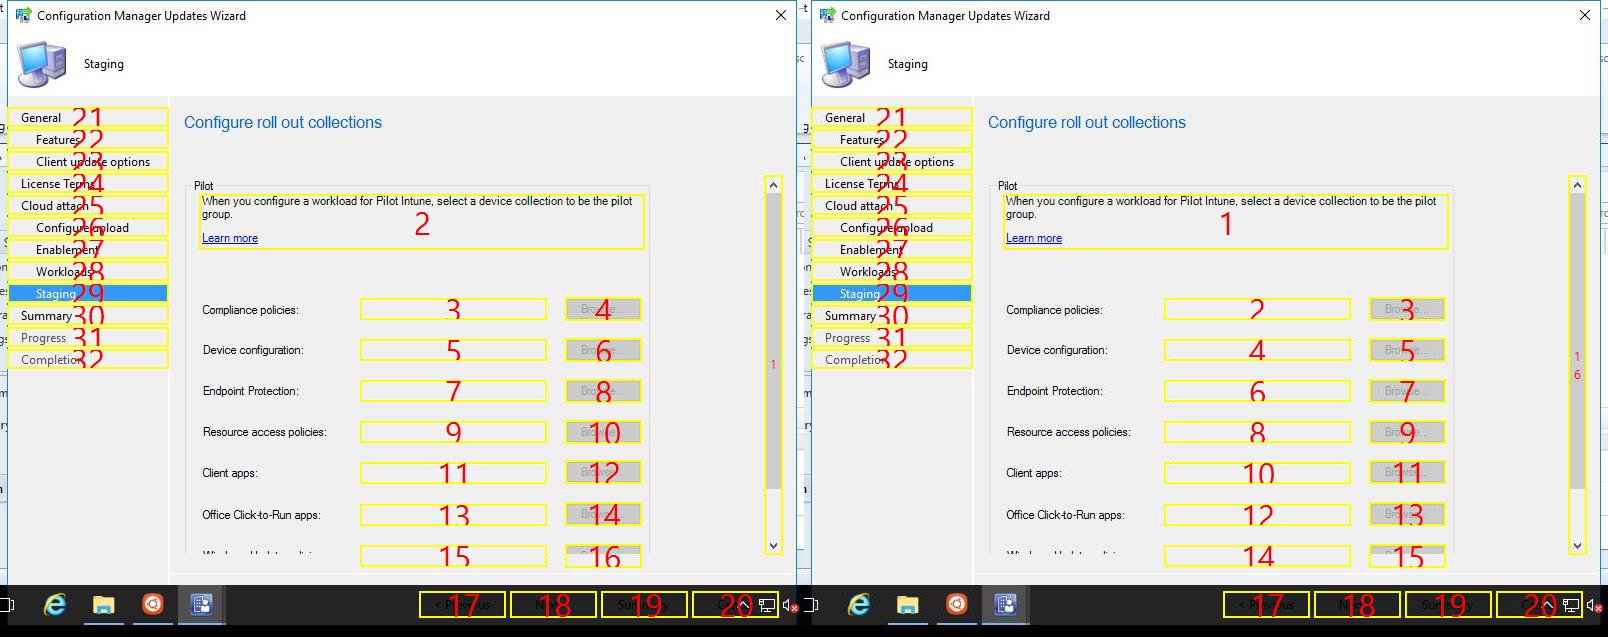 Configuration Manager Updates Wizard
Staging
General 21
Features 22
Client update options 23
License Terms 24
Cloud attach 25
Configure upload 26
Enablement 27
Workloads 28
Staging 29
Summary 30
Progress 31
Completion 32
Configure roll out collections
Pilot
When you configure a workload for Pilot Intune, select a device collection to be the pilot
group.
2
Learn more
1
Compliance policies: 3 Browse... 4
Device configuration: 5 Browse... 6
Endpoint Protection: 7 Browse... 8
Resource access policies: 9 Browse... 10
Client apps: 11 Browse... 12
Office Click-to-Run apps: 13 Browse... 14
15 16
< Previous 17 Next 18 Summary 19 20
Configuration Manager Updates Wizard
Staging
General 21
Features 22
Client update options 23
License Terms 24
Cloud attach 25
Configure upload 26
Enablement 27
Workloads 28
Staging 29
Summary 30
Progress 31
Completion 32
Configure roll out collections
Pilot
When you configure a workload for Pilot Intune, select a device collection to be the pilot
group.
1
Learn more
16
Compliance policies: 2 Browse... 3
Device configuration: 4 Browse... 5
Endpoint Protection: 6 Browse... 7
Resource access policies: 8 Browse... 9
Client apps: 10 Browse... 11
Office Click-to-Run apps: 12 Browse... 13
14 15
< Previous 17 Next 18 Summary 19 20